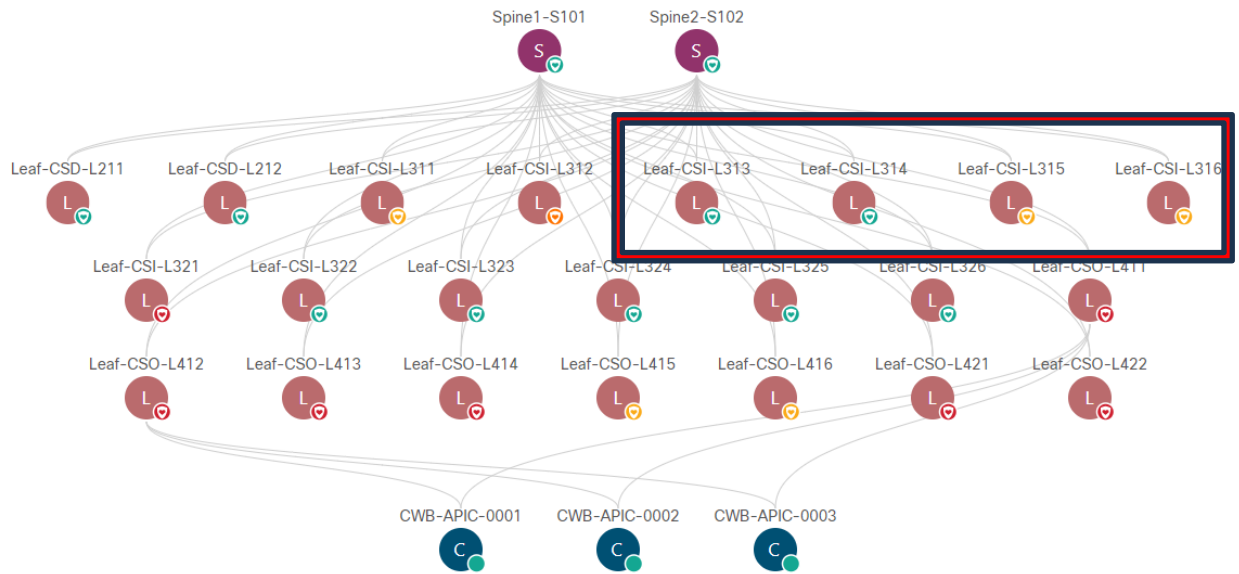 Spine1-S101 Spine2-S102
S S
Leaf-CSD-L211 Leaf-CSD-L212 Leaf-CSI-L311 Leaf-CSI-L312 Leaf-CSI-L313 Leaf-CSI-L314 Leaf-CSI-L315 Leaf-CSI-L316
L L L L L L L L
Leaf-CSI-L321 Leaf-CSI-L322 Leaf-CSI-L323 Leaf-CSI-L324 Leaf-CSI-L325 Leaf-CSI-L326 Leaf-CSO-L411
L L L L L L L
Leaf-CSO-L412 Leaf-CSO-L413 Leaf-CSO-L414 Leaf-CSO-L415 Leaf-CSO-L416 Leaf-CSO-L421 Leaf-CSO-L422
L L L L L L L
CWB-APIC-0001 CWB-APIC-0002 CWB-APIC-0003
C C C